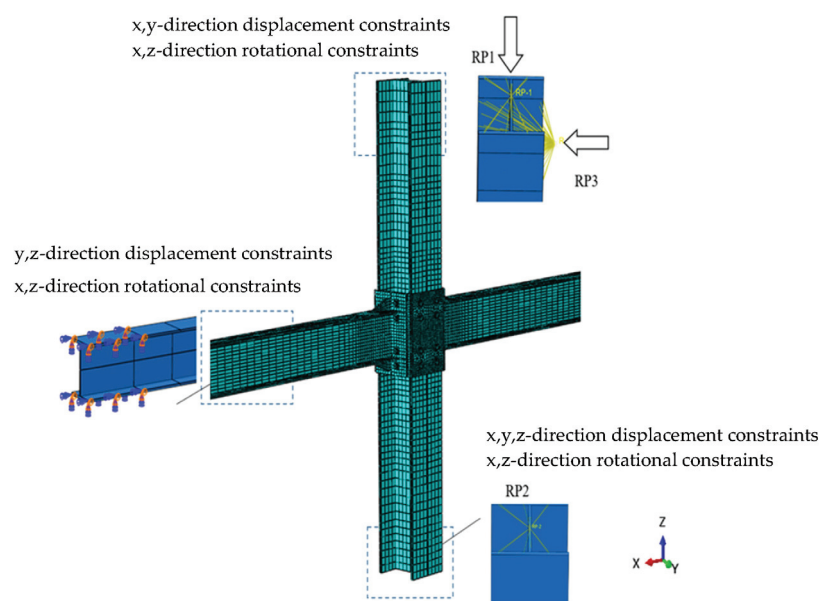 x,y-direction displacement constraints
x,z-direction rotational constraints
RP1
RP-1
RP3
y,z-direction displacement constraints
x,z-direction rotational constraints
x,y,z-direction displacement constraints
x,z-direction rotational constraints
RP2
Z
X
Y